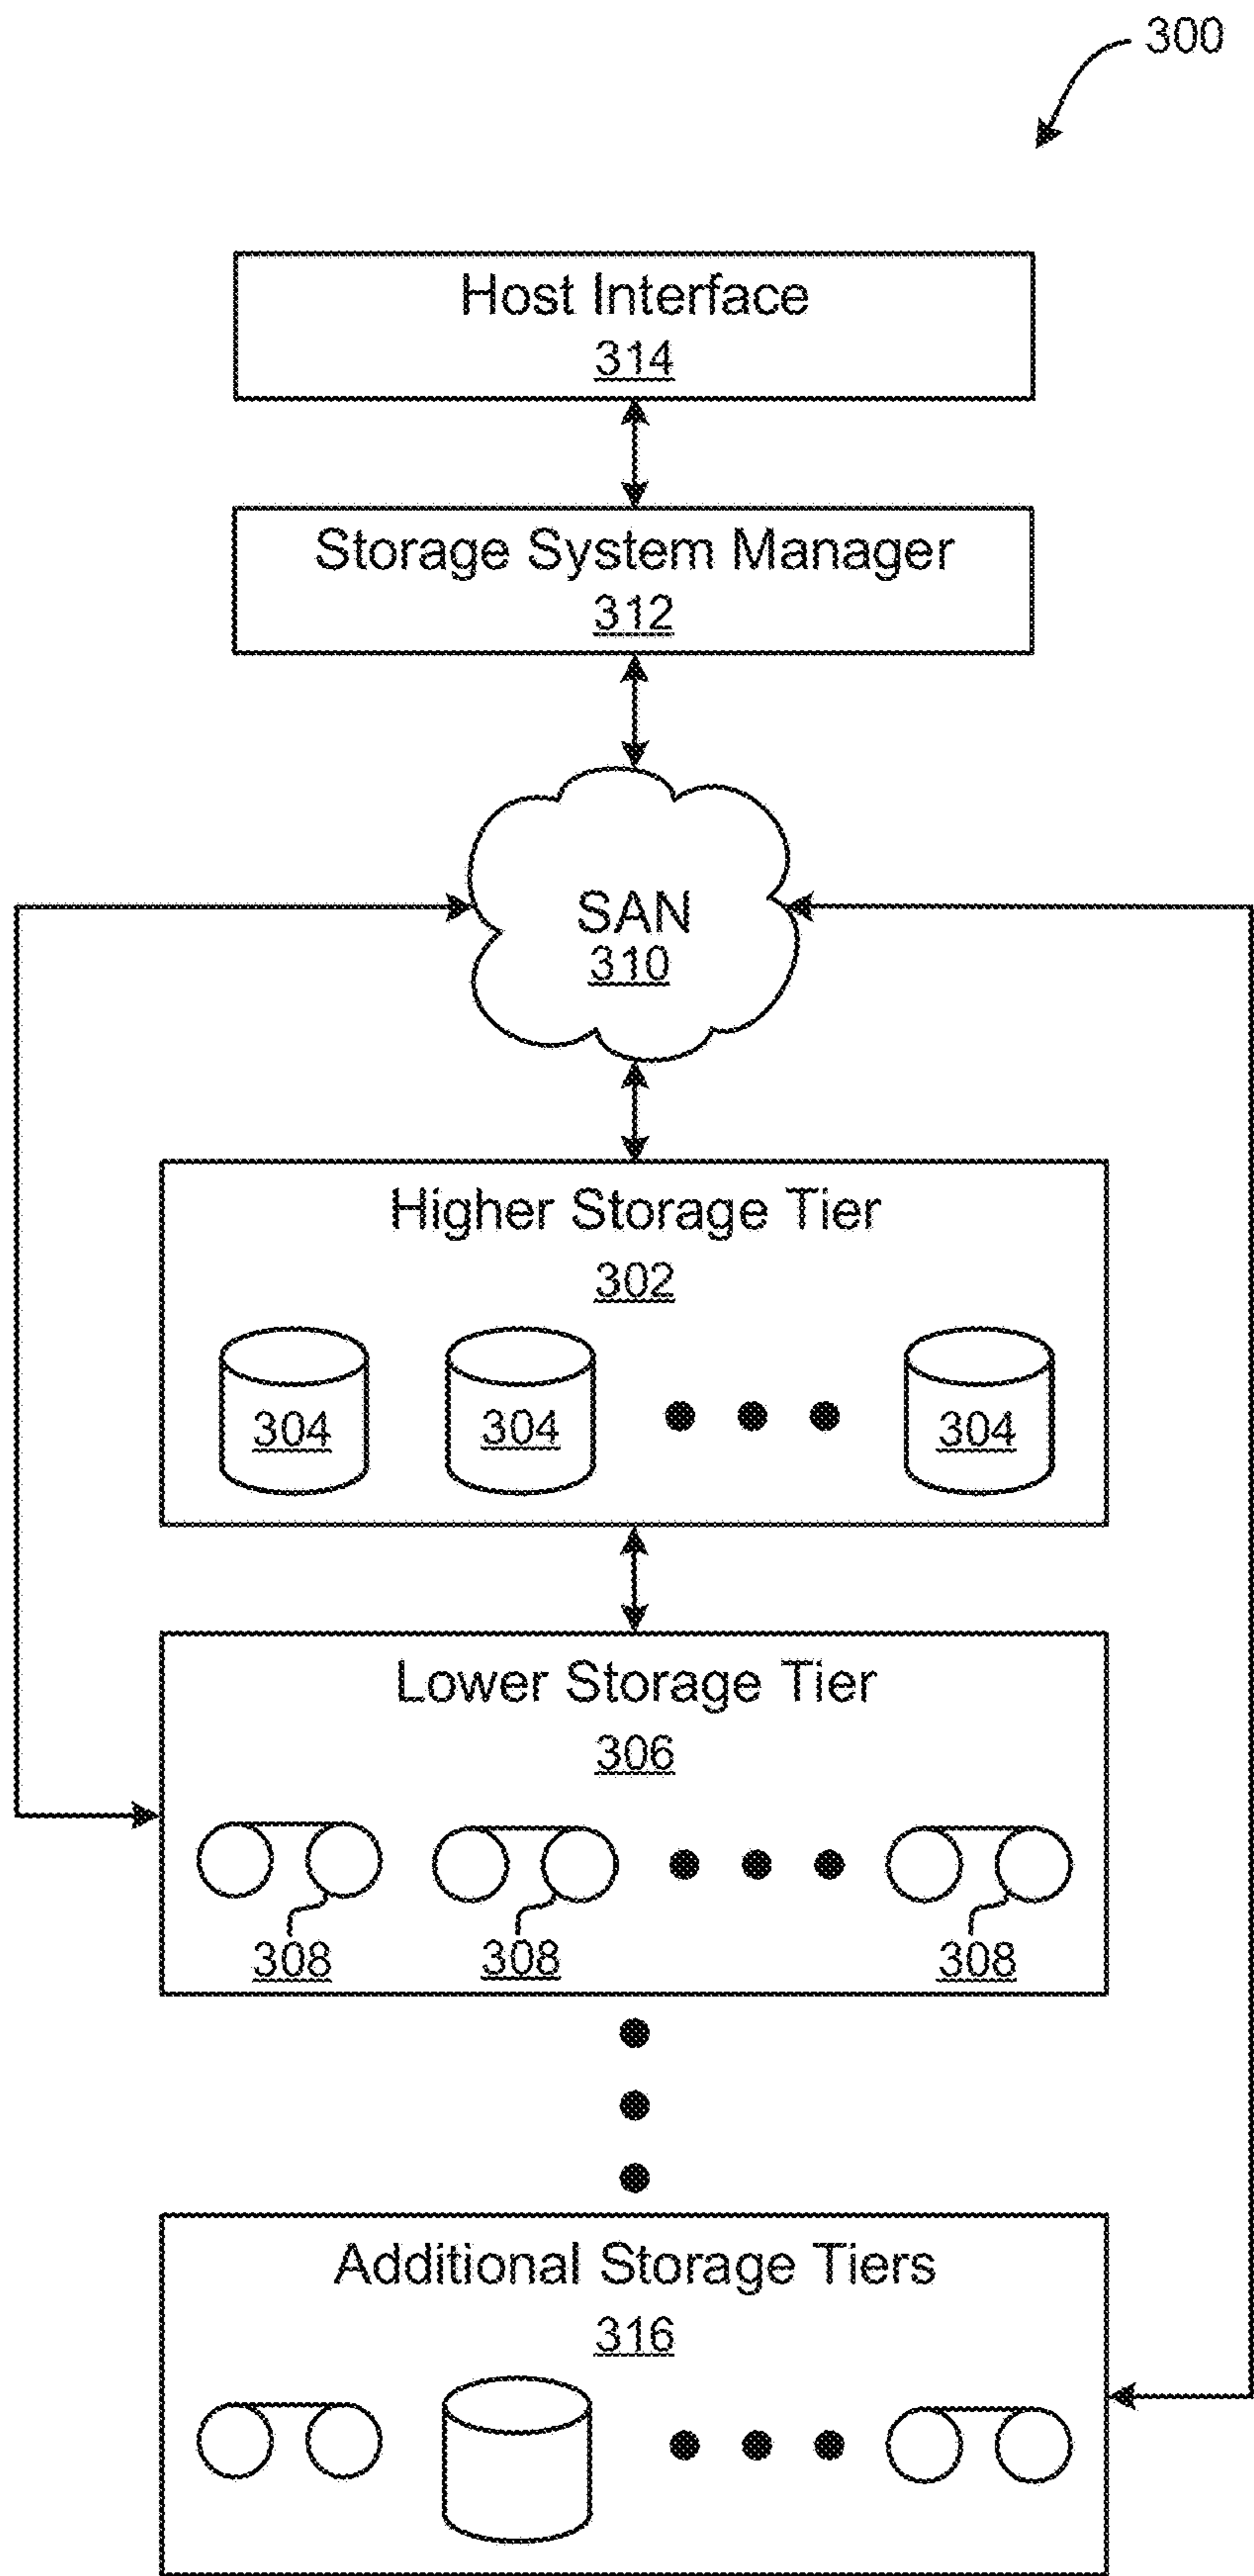 300
Host Interface
314
Storage System Manager
312
SAN
310
Higher Storage Tier
302
304 304 304
Lower Storage Tier
306
308 308 308
Additional Storage Tiers
316